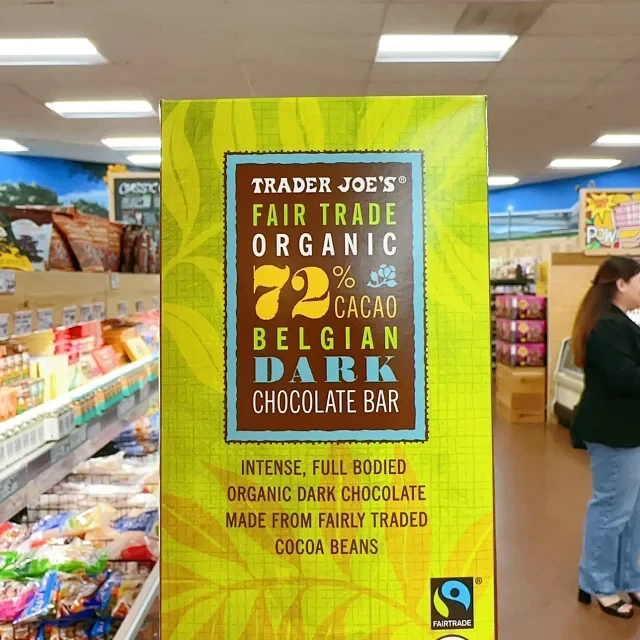 TRADER JOE'S®
FAIR TRADE
ORGANIC
72%
CACAO
BELGIAN
DARK
CHOCOLATE BAR
INTENSE, FULL BODIED
ORGANIC DARK CHOCOLATE
MADE FROM FAIRLY TRADED
COCOA BEANS
®
FAIRTRADE